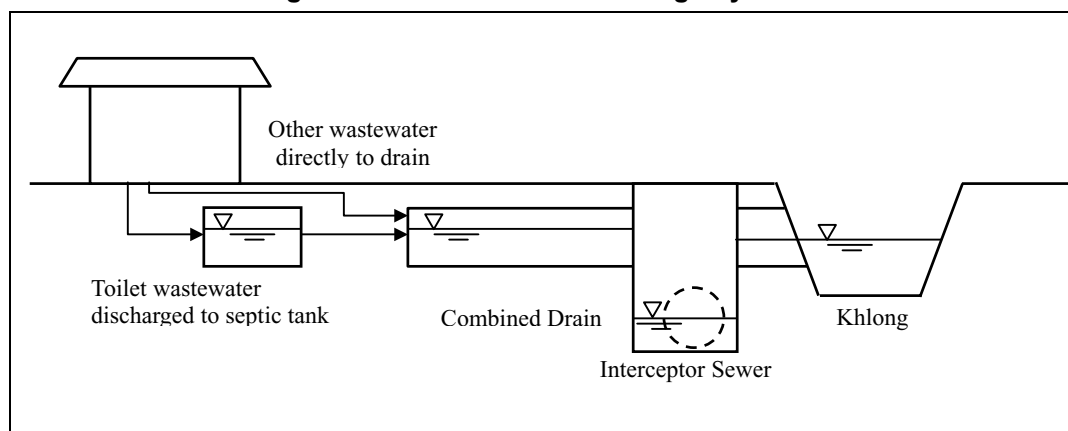 Other wastewater
directly to drain
Toilet wastewater
discharged to septic tank
Combined Drain
Khlong
Interceptor Sewer